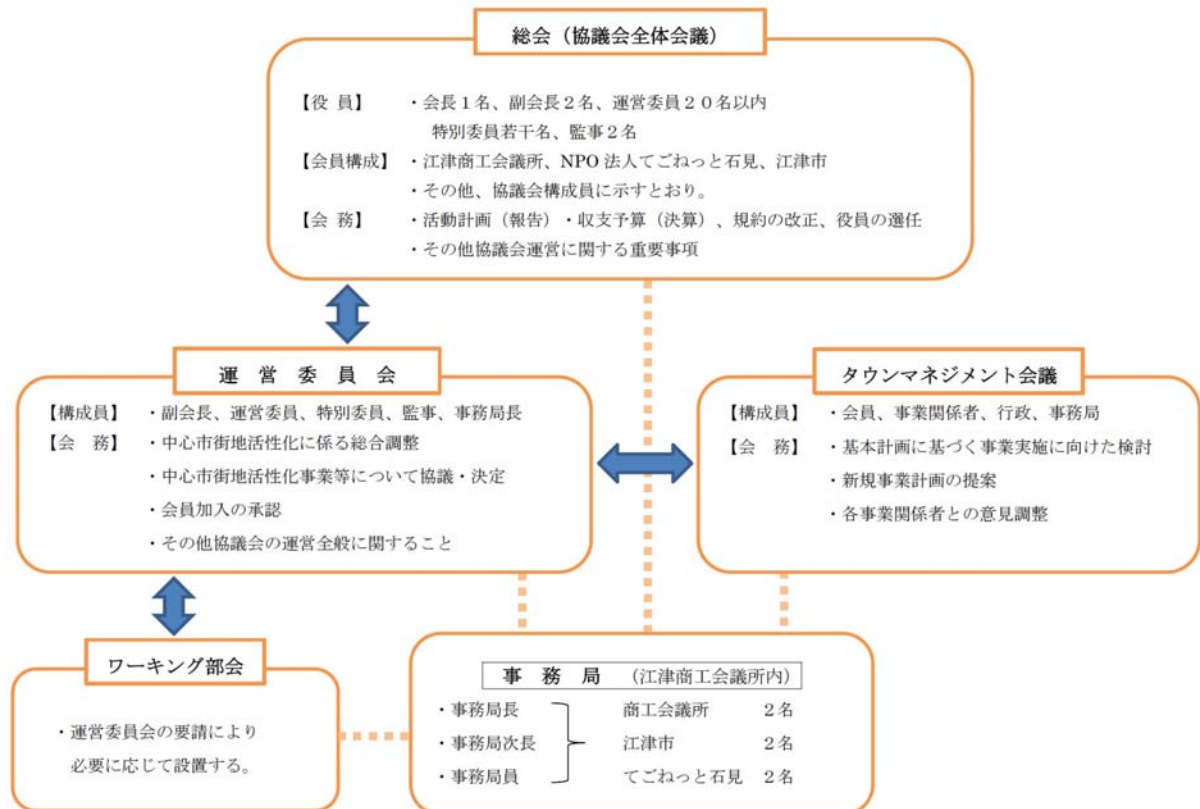 総会（協議会全体会議）
【役 員】 ・会長１名、副会長２名、運営委員２０名以内
特別委員若干名、監事２名
【会員構成】 ・江津商工会議所、NPO 法人てごねっと石見、江津市
・その他、協議会構成員に示すとおり。
【会 務】 ・活動計画（報告）・収支予算（決算）、規約の改正、役員の選任
・その他協議会運営に関する重要事項
運 営 委 員 会
【構成員】 ・副会長、運営委員、特別委員、監事、事務局長
【会 務】 ・中心市街地活性化に係る総合調整
・中心市街地活性化事業等について協議・決定
・会員加入の承認
・その他協議会の運営全般に関すること
タウンマネジメント会議
【構成員】 ・会員、事業関係者、行政、事務局
【会 務】 ・基本計画に基づく事業実施に向けた検討
・新規事業計画の提案
・各事業関係者との意見調整
ワーキング部会
・運営委員会の要請により
必要に応じて設置する。
事 務 局 （江津商工会議所内）
・事務局長 商工会議所 ２名
・事務局次長 江津市 ２名
・事務局員 てごねっと石見 ２名